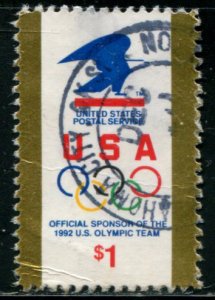 UNITED STATES
POSTAL SERVICE
USA
OFFICIAL SPONSOR OF THE
1992 U.S. OLYMPIC TEAM
$1